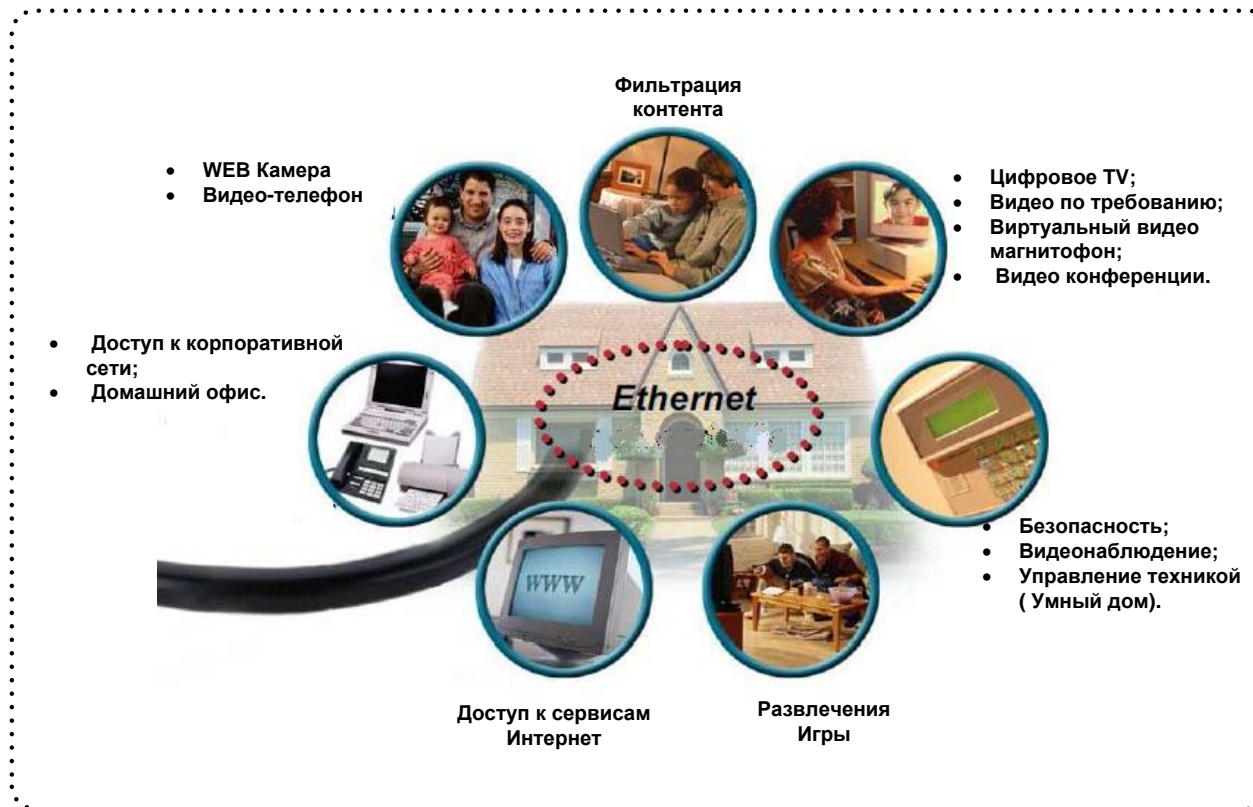 Фильтрация
контента
• WEB Камера
• Видео-телефон
• Цифровое TV;
• Видео по требованию;
• Виртуальный видео
магнитофон;
• Видео конференции.
• Доступ к корпоративной
сети;
• Домашний офис.
Ethernet
• Безопасность;
• Видеонаблюдение;
• Управление техникой
( Умный дом).
WWW
Доступ к сервисам
Интернет
Развлечения
Игры